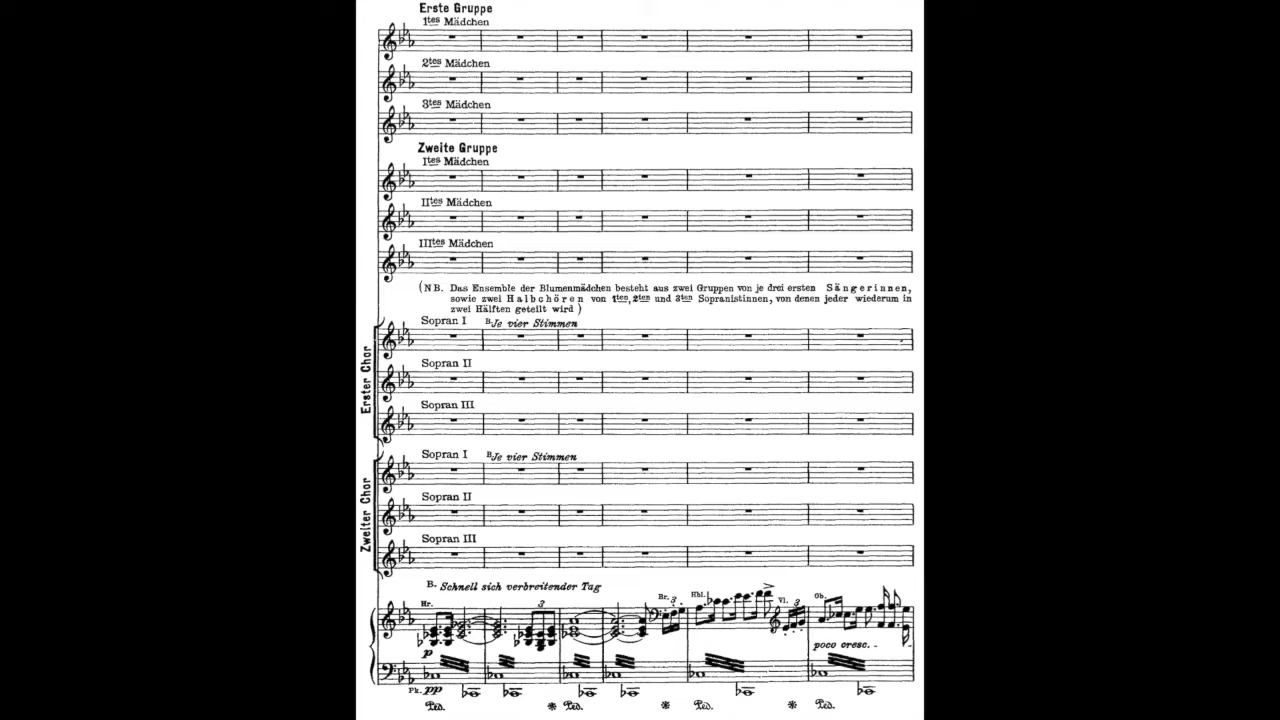 Erste Gruppe
1tes Mädchen
2tes Mädchen
3tes Mädchen
Zweite Gruppe
Ites Mädchen
IItes Mädchen
IIItes Mädchen
(NB. Das Ensemble der Blumenmädchen besteht aus zwei Gruppen von je drei ersten Sängerinnen,
sowie zwei Halbchören von 1ten, 2ten und 3ten Sopranistinnen, von denen jeder wiederum in
zwei Hälften geteilt wird)
Erster Chor
Sopran I B. Je vier Stimmen
Sopran II
Sopran III
Zweiter Chor
Sopran I B. Je vier Stimmen
Sopran II
Sopran III
B. Schnell sich verbreitender Tag
Hr. 3 Br. 3 Hbl. Vl. 3 Ob.
p poco cresc. -
Pk. pp
Ped. * Ped. * Ped. * Ped.